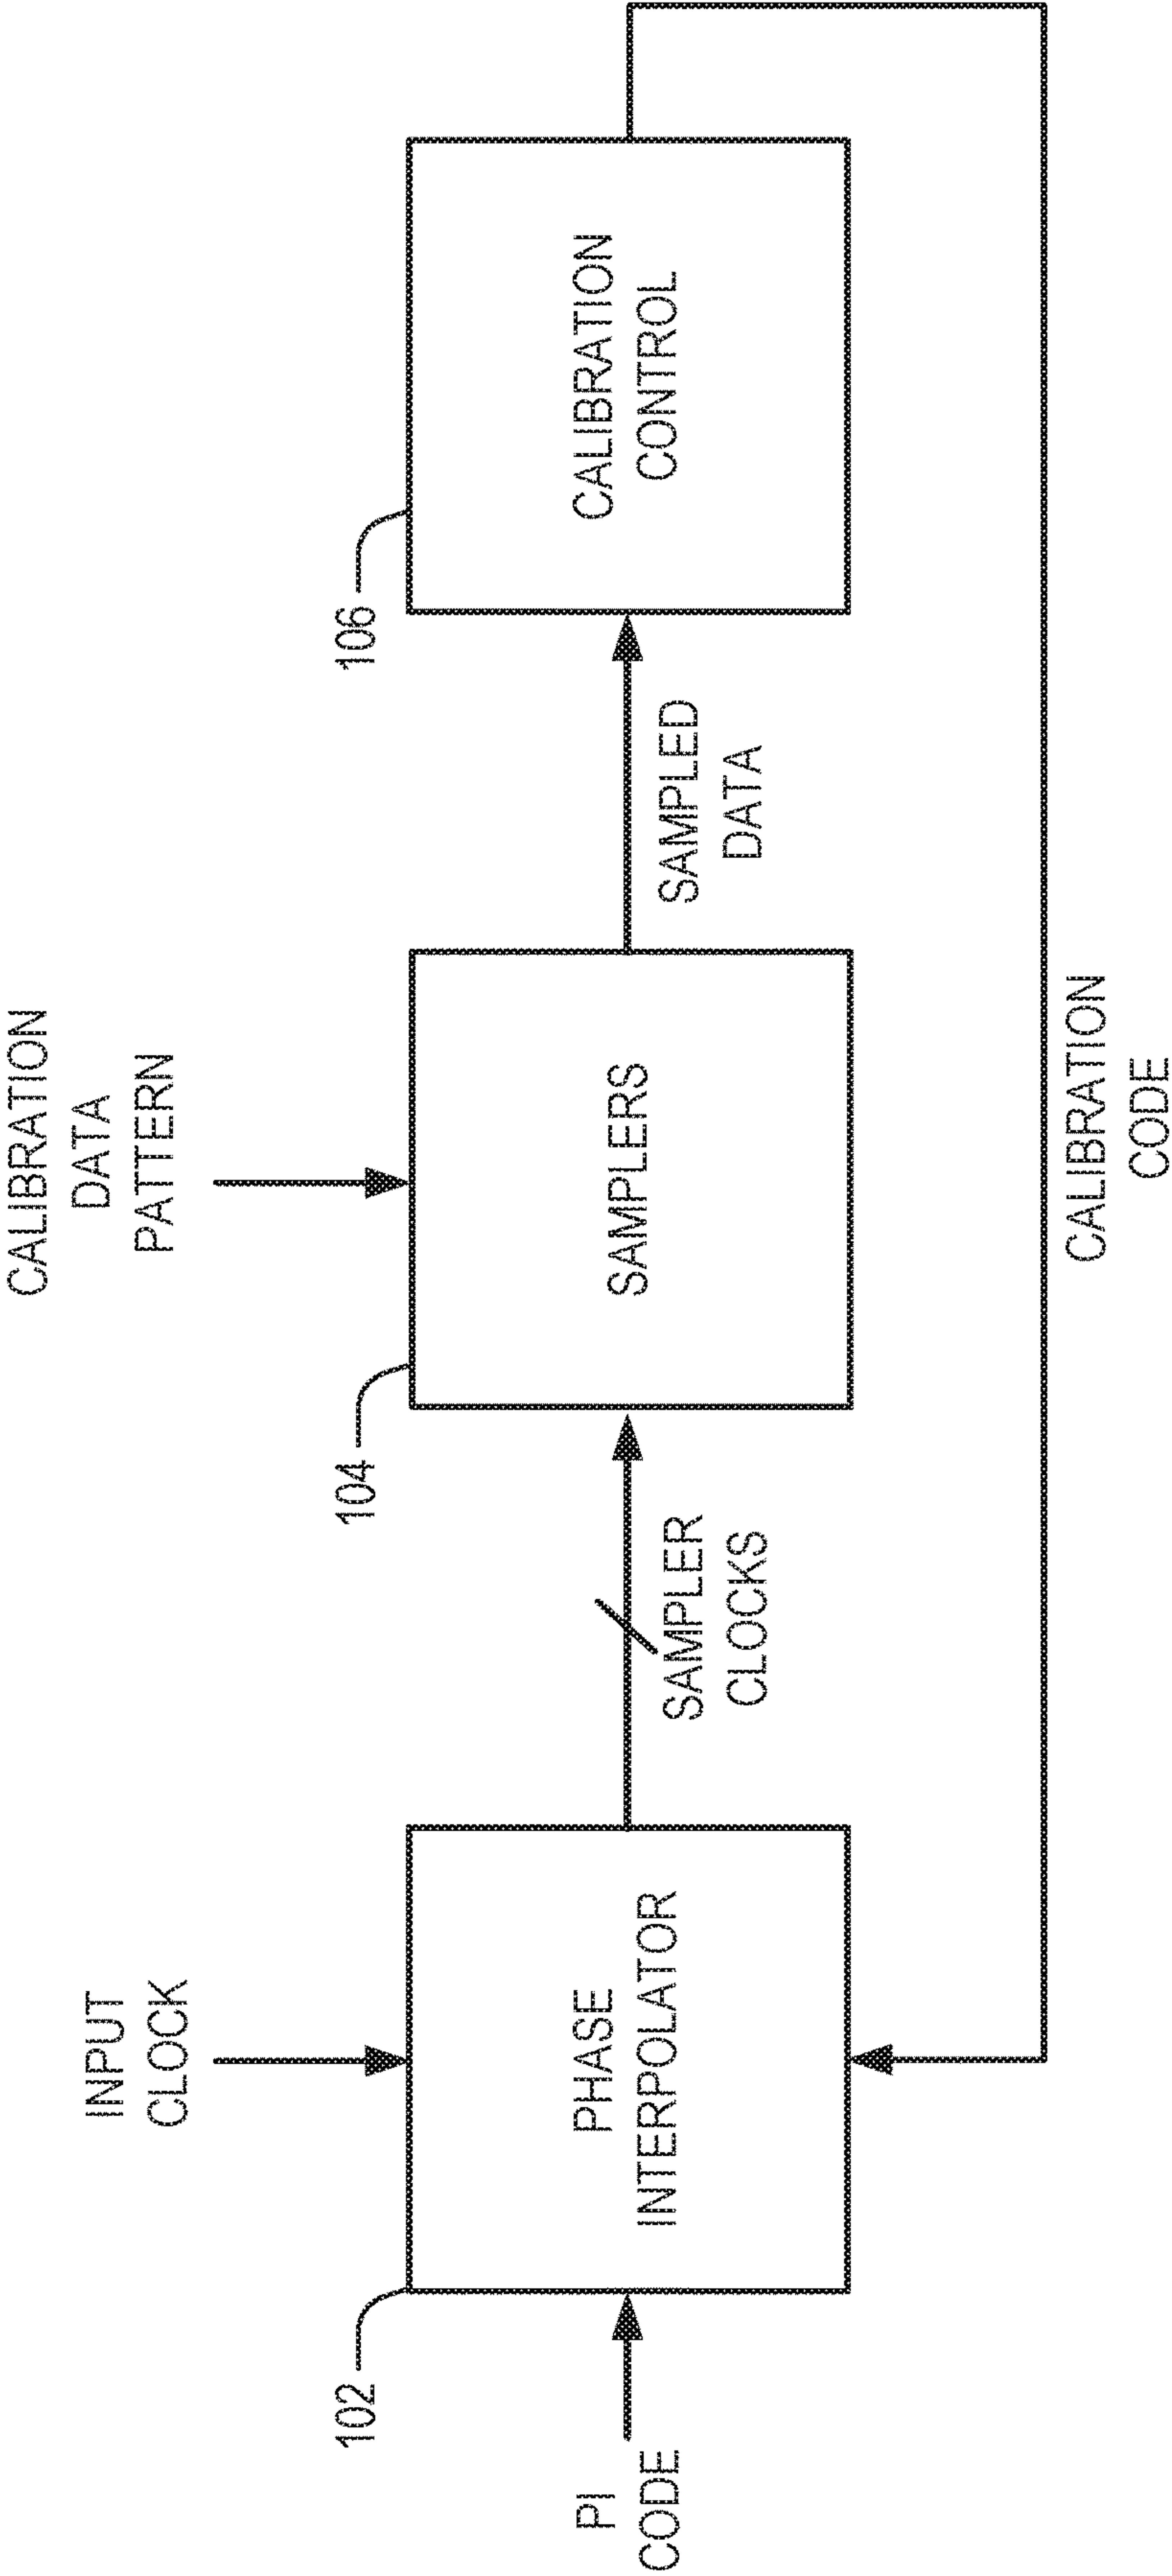 CALIBRATION
DATA
PATTERN
INPUT
CLOCK
102
104
106
PI
CODE
PHASE
INTERPOLATOR
SAMPLER
CLOCKS
SAMPLERS
SAMPLED
DATA
CALIBRATION
CONTROL
CALIBRATION
CODE